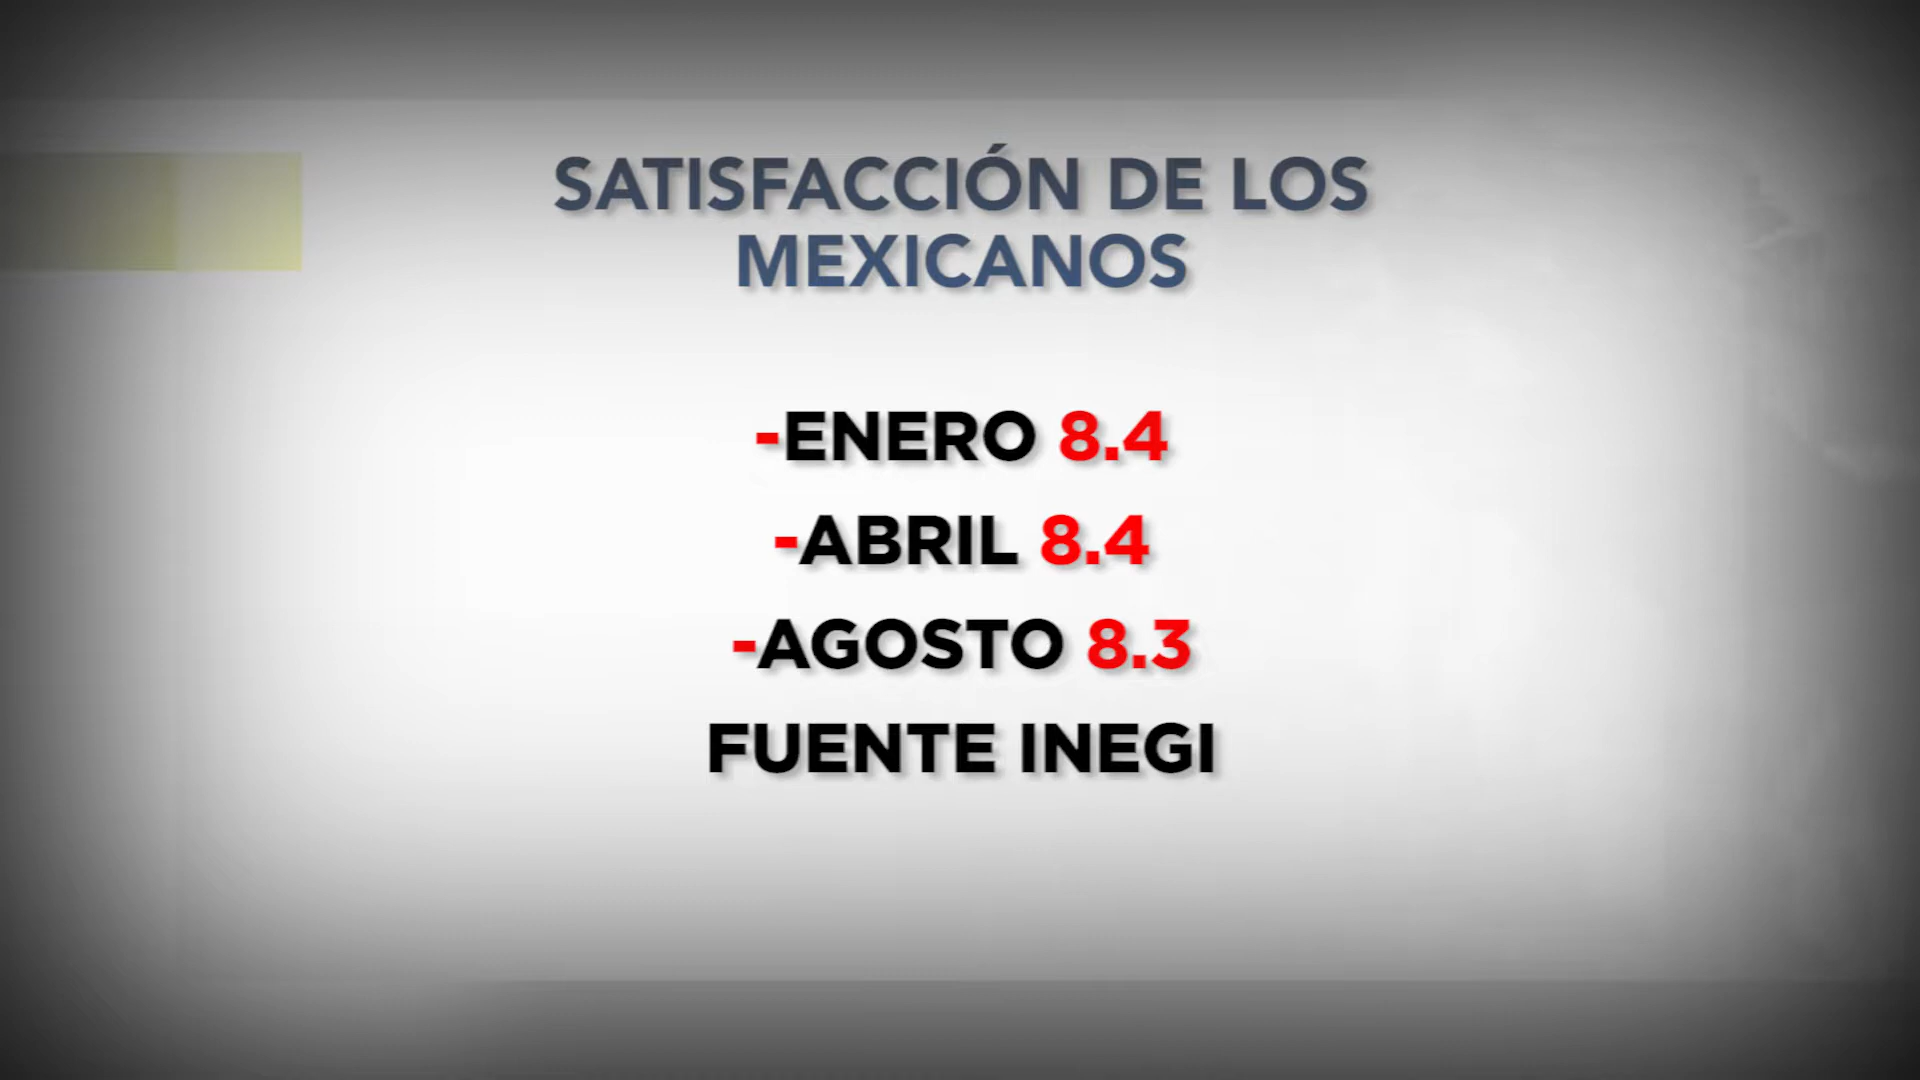 SATISFACCIÓN DE LOS
MEXICANOS
-ENERO 8.4
-ABRIL 8.4
-AGOSTO 8.3
FUENTE INEGI